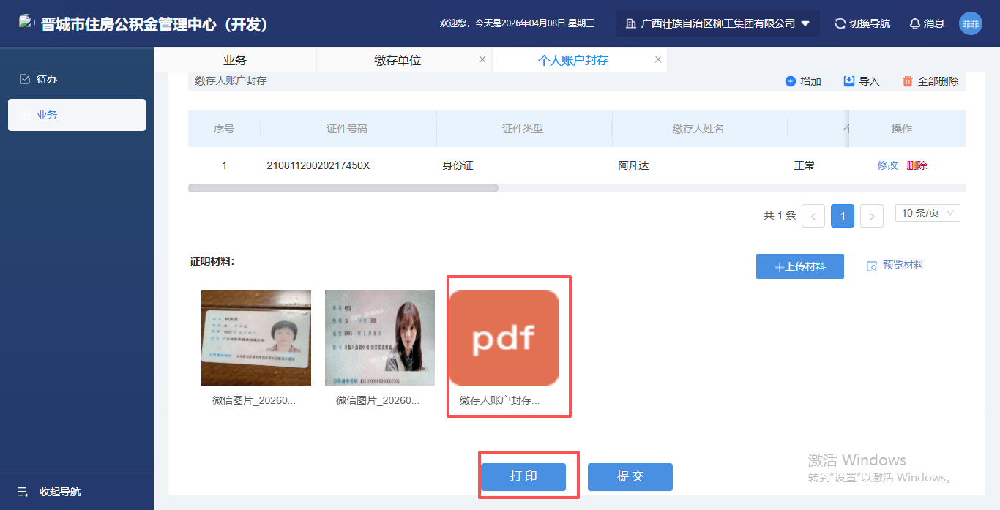 晋城市住房公积金管理中心（开发）
欢迎您，今天是2026年04月08日 星期三
广西壮族自治区柳工集团有限公司
切换导航
消息
菲菲
待办
业务
收起导航
业务
缴存单位
个人账户封存
缴存人账户封存
增加
导入
全部删除
序号 证件号码 证件类型 缴存人姓名 操作
1 21081120020217450X 身份证 阿凡达 正常 修改 删除
共 1 条 < 1 > 10 条/页
证明材料：
+上传材料
预览材料
pdf
微信图片_20260...
微信图片_20260...
缴存人账户封存...
打 印
提 交
激活 Windows
转到"设置"以激活 Windows。